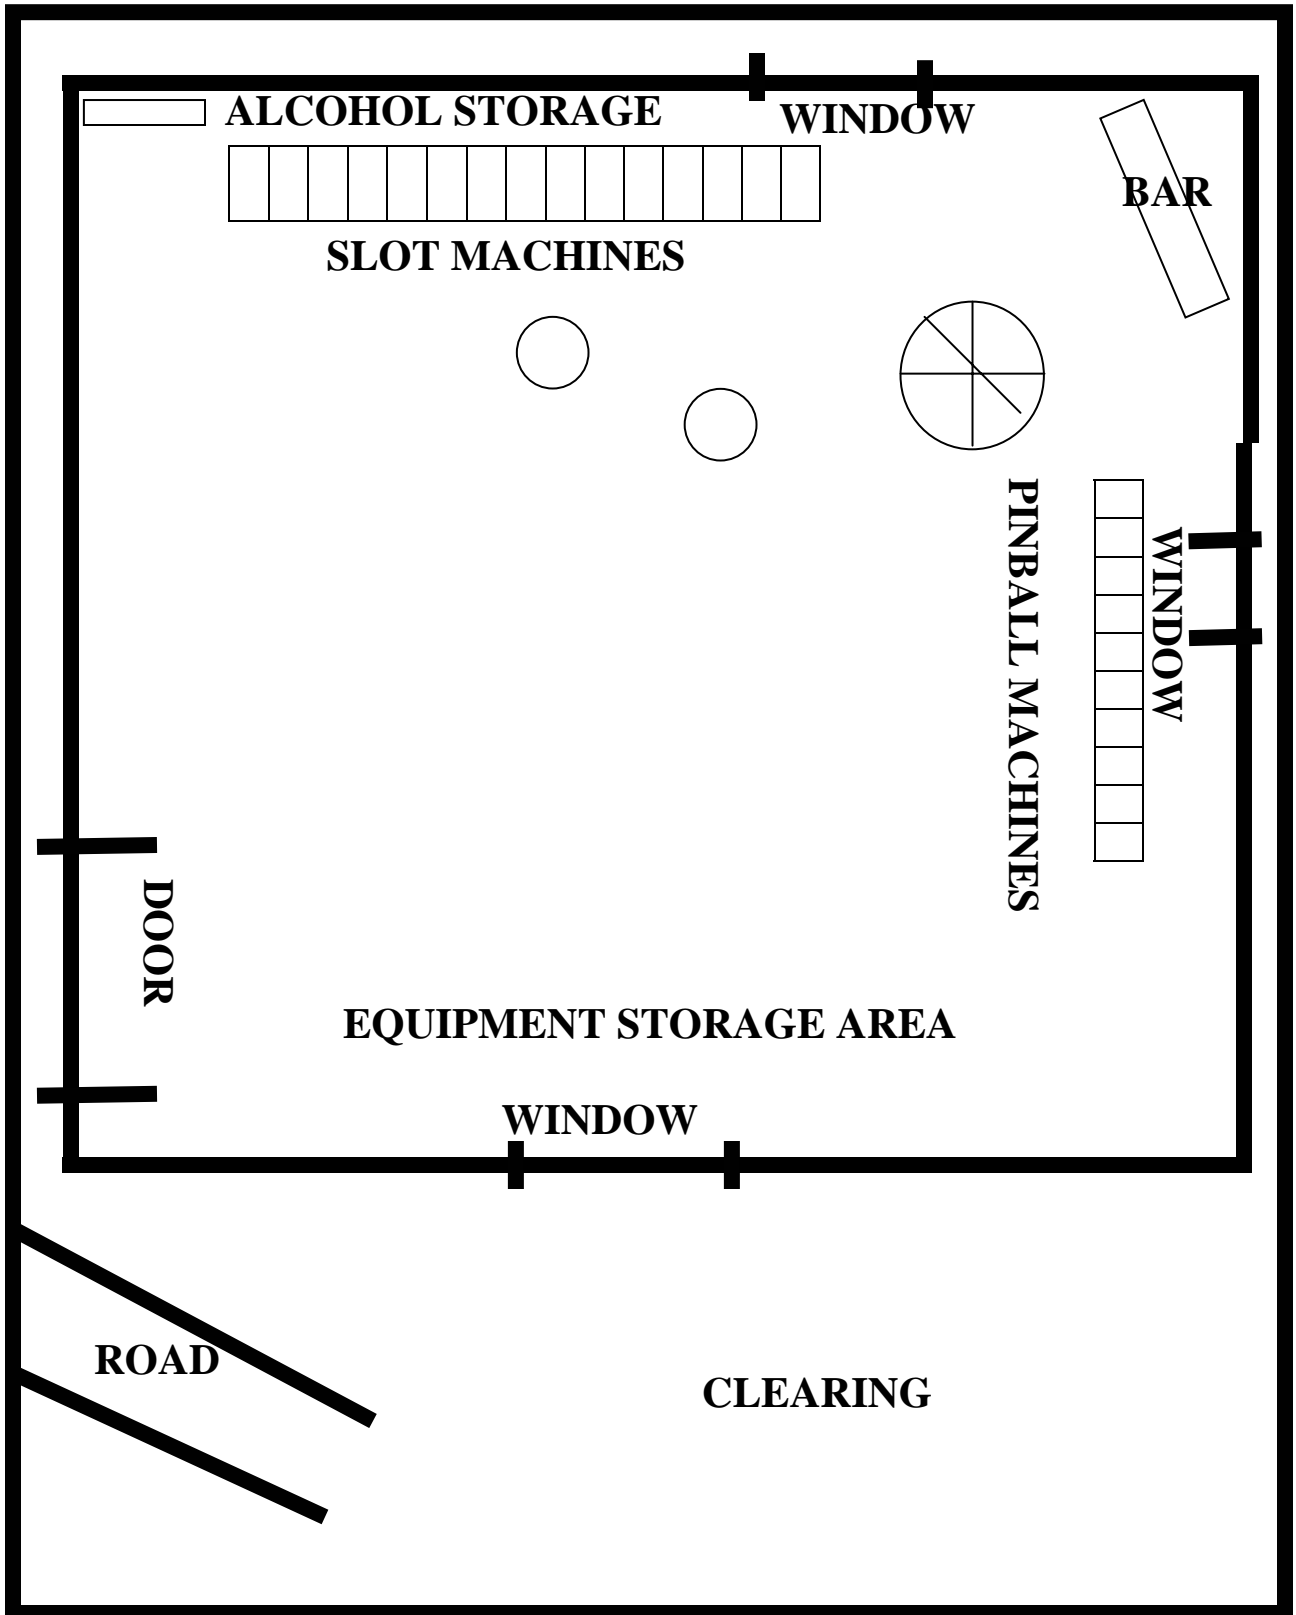 ALCOHOL STORAGE
WINDOW
BAR
SLOT MACHINES
PINBALL MACHINES
WINDOW
DOOR
EQUIPMENT STORAGE AREA
WINDOW
ROAD
CLEARING